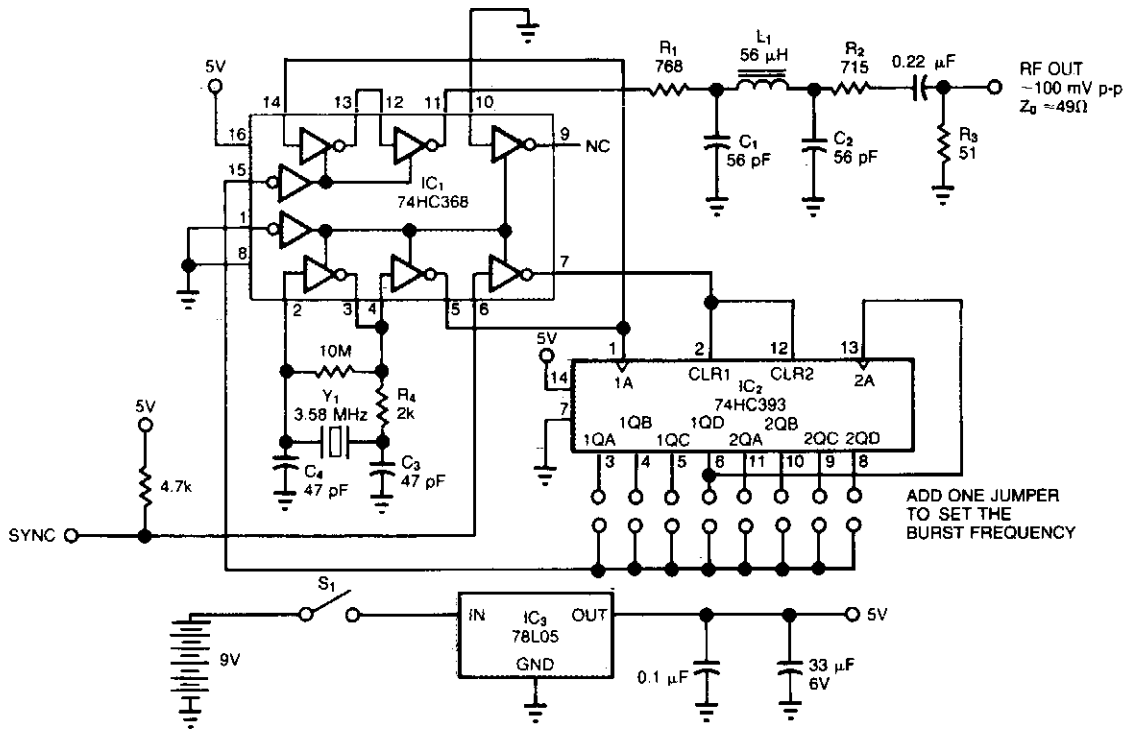 5V
14
13
12
11
10
R1
768
L1
56 μH
R2
715
0.22 μF
RF OUT
~100 mV p-p
Z0 ≈49Ω
16
9
NC
C1
56 pF
C2
56 pF
R3
51
15
IC1
74HC368
1
8
7
2
3
4
5
6
10M
Y1
3.58 MHz
R4
2k
C4
47 pF
C3
47 pF
5V
14
7
1
2
12
13
1A
CLR1
CLR2
2A
IC2
74HC393
1QB
1QD
2QB
1QA
1QC
2QA
2QC
2QD
3
4
5
6
11
10
9
8
5V
4.7k
SYNC
ADD ONE JUMPER
TO SET THE
BURST FREQUENCY
S1
9V
IN
IC3
OUT
78L05
GND
5V
0.1 μF
33 μF
6V